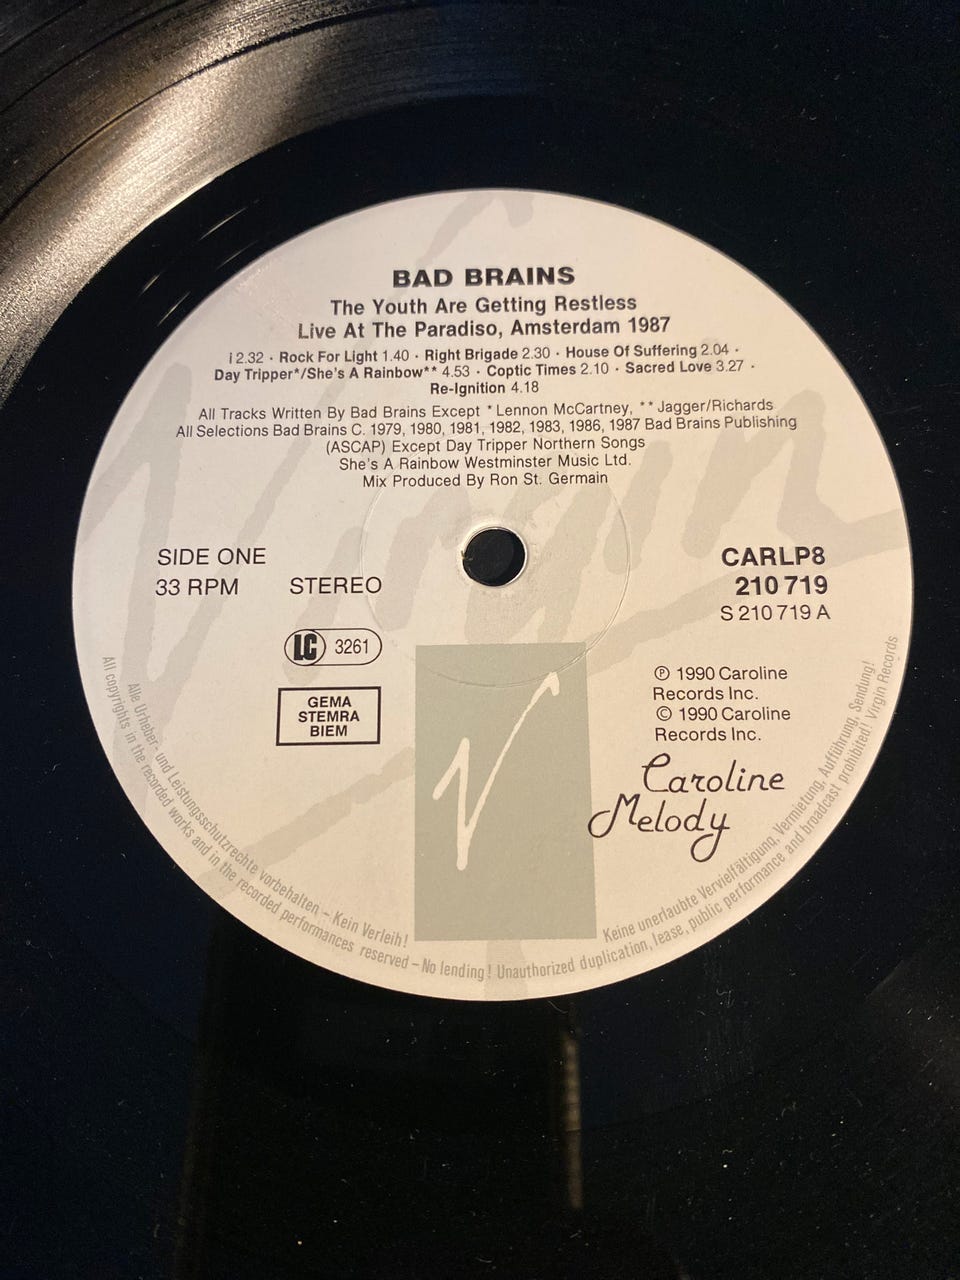 BAD BRAINS
The Youth Are Getting Restless
Live At The Paradiso, Amsterdam 1987
i 2.32 · Rock For Light 1.40 · Right Brigade 2.30 · House Of Suffering 2.04 ·
Day Tripper*/She's A Rainbow** 4.53 · Coptic Times 2.10 · Sacred Love 3.27 ·
Re-Ignition 4.18
All Tracks Written By Bad Brains Except * Lennon McCartney, ** Jagger/Richards
All Selections Bad Brains C. 1979, 1980, 1981, 1982, 1983, 1986, 1987 Bad Brains Publishing
(ASCAP) Except Day Tripper Northern Songs
She's A Rainbow Westminster Music Ltd.
Mix Produced By Ron St. Germain
Virgin
SIDE ONE
33 RPM STEREO
LC 3261
GEMA
STEMRA
BIEM
CARLP8
210 719
S 210 719 A
℗ 1990 Caroline
Records Inc.
© 1990 Caroline
Records Inc.
Caroline
Melody
V
Alle Urheber- und Leistungsschutzrechte vorbehalten – Kein Verleih! Keine unerlaubte Vervielfältigung, Vermietung, Aufführung, Sendung!
All copyrights in the recorded works and in the recorded performances reserved – No lending! Unauthorized duplication, lease, public performance and broadcast prohibited! Virgin Records